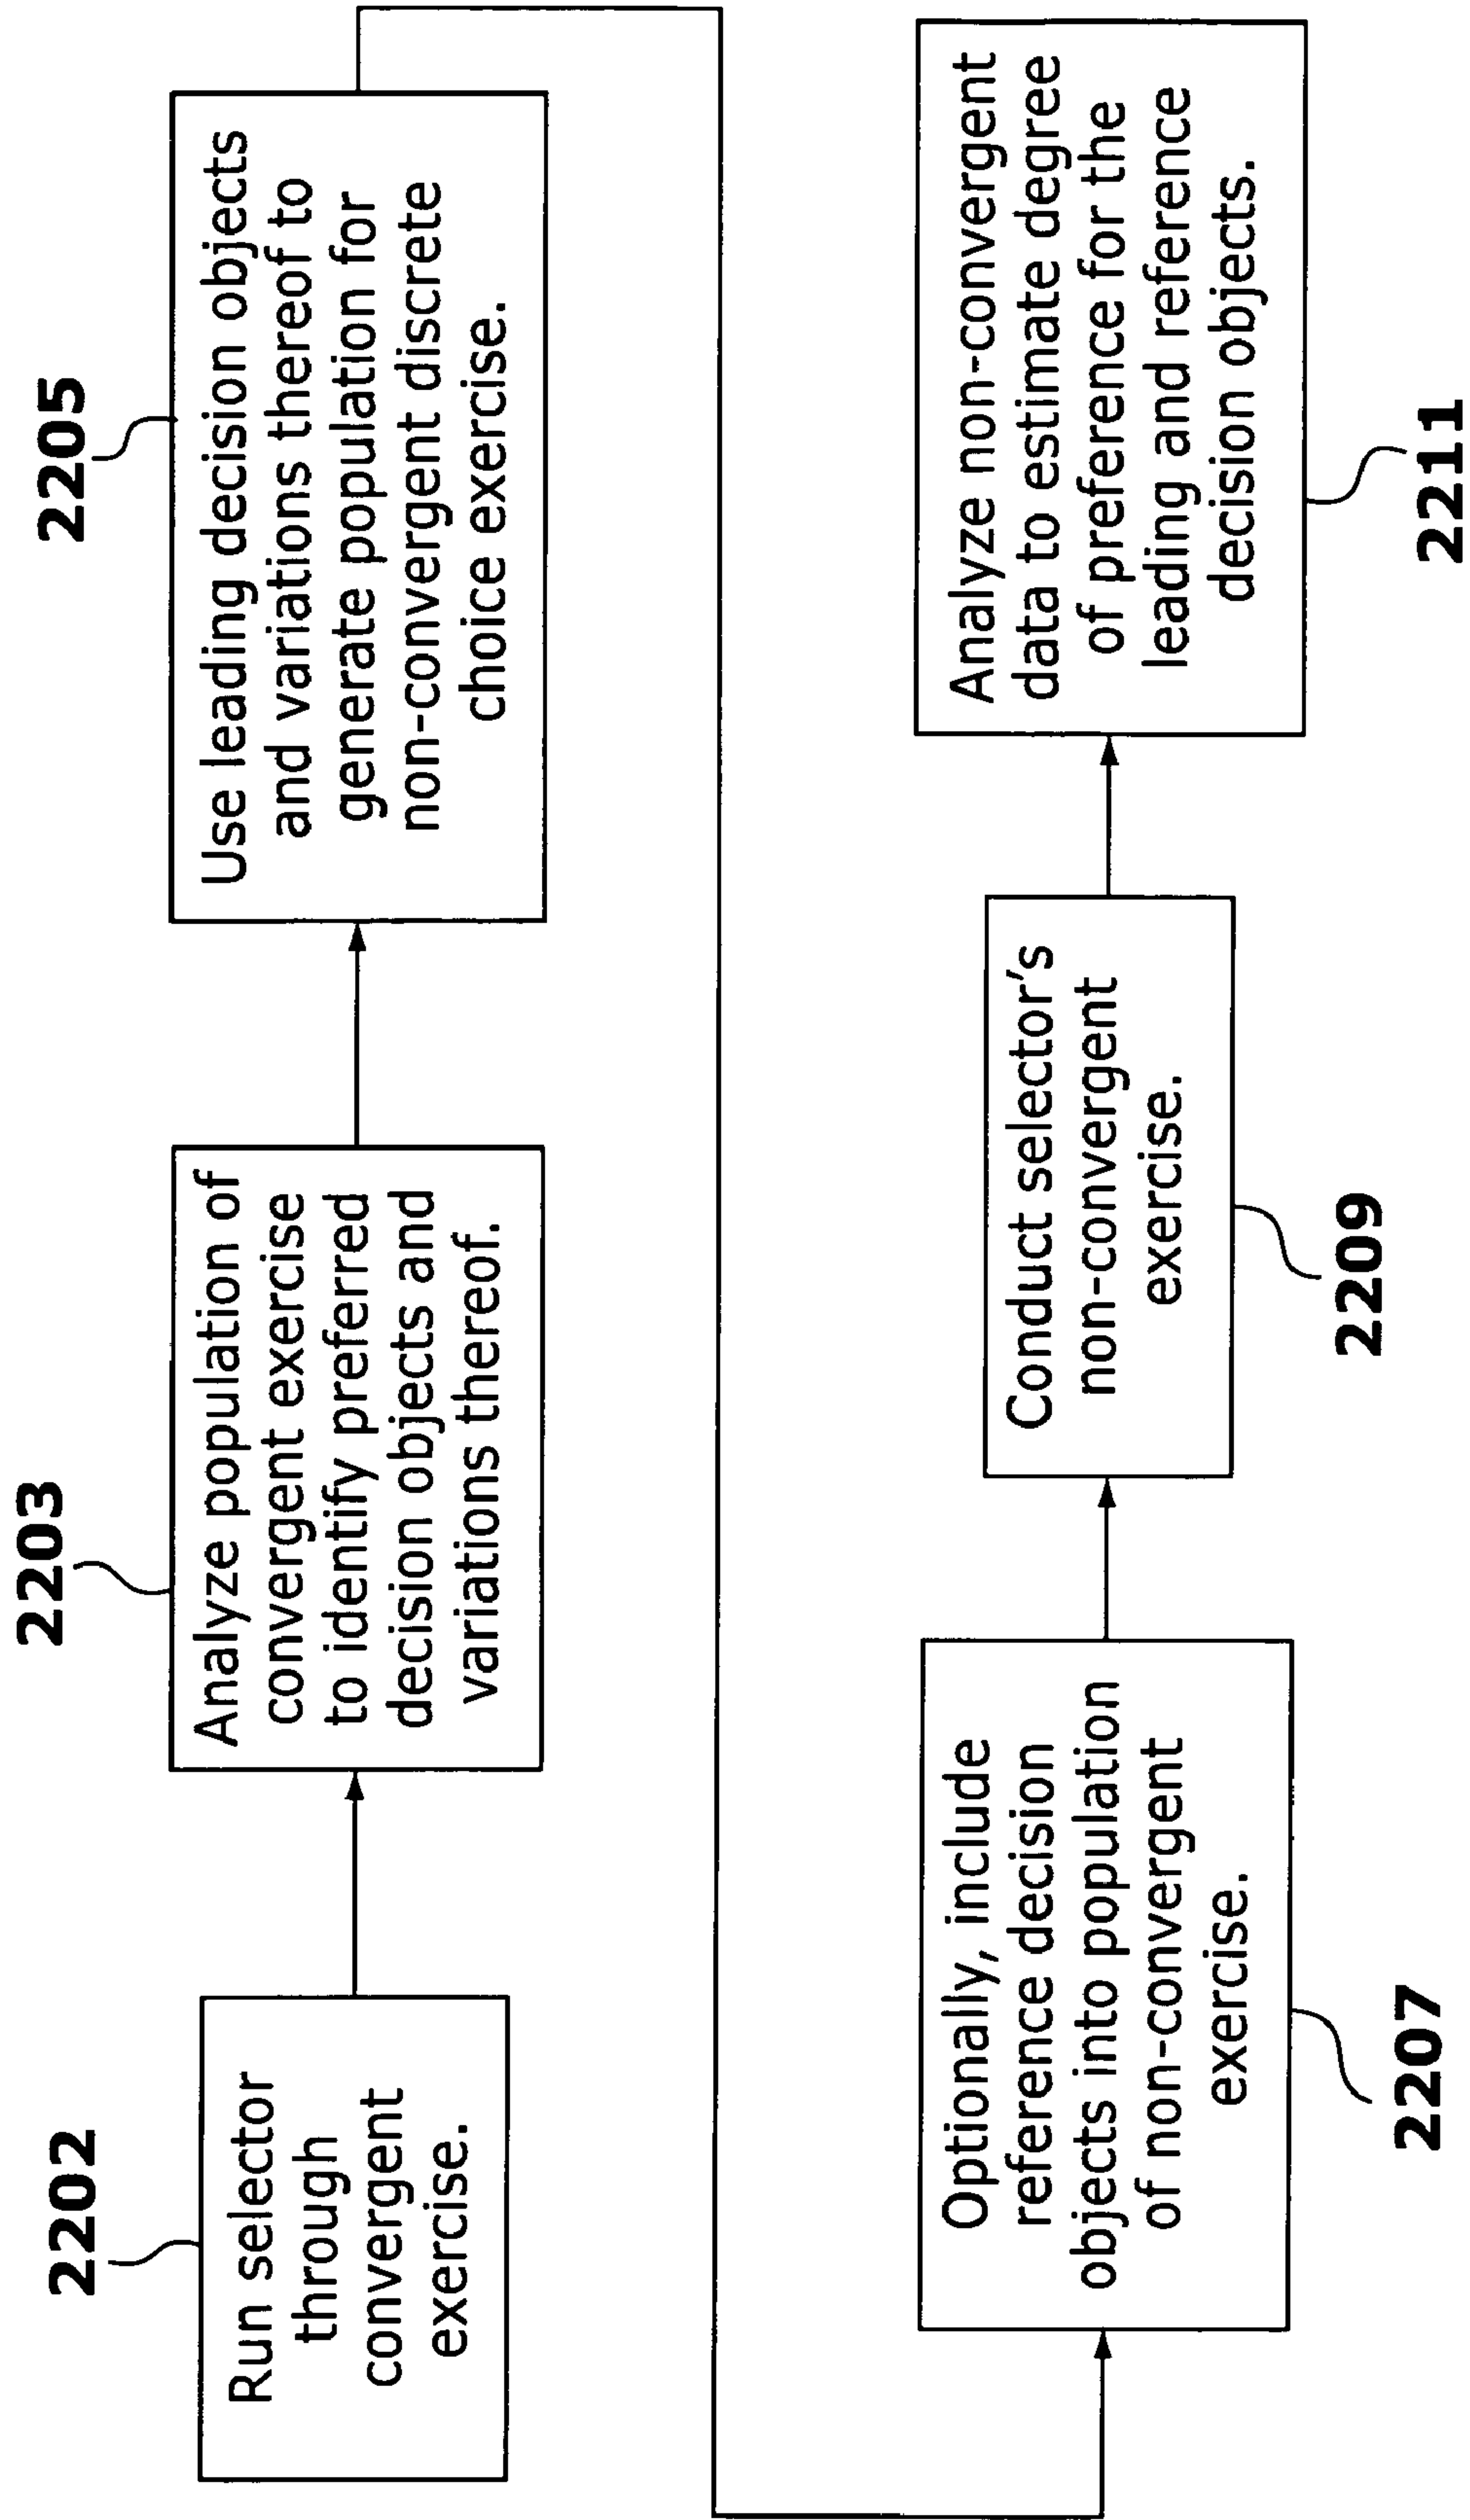 2202
Run selector
through
convergent
exercise.
2203
Analyze population of
convergent exercise
to identify preferred
decision objects and
variations thereof.
2205
Use leading decision objects
and variations thereof to
generate population for
non-convergent discrete
choice exercise.
Optionally, include
reference decision
objects into population
of non-convergent
exercise.
2207
Conduct selector's
non-convergent
exercise.
2209
Analyze non-convergent
data to estimate degree
of preference for the
leading and reference
decision objects.
2211